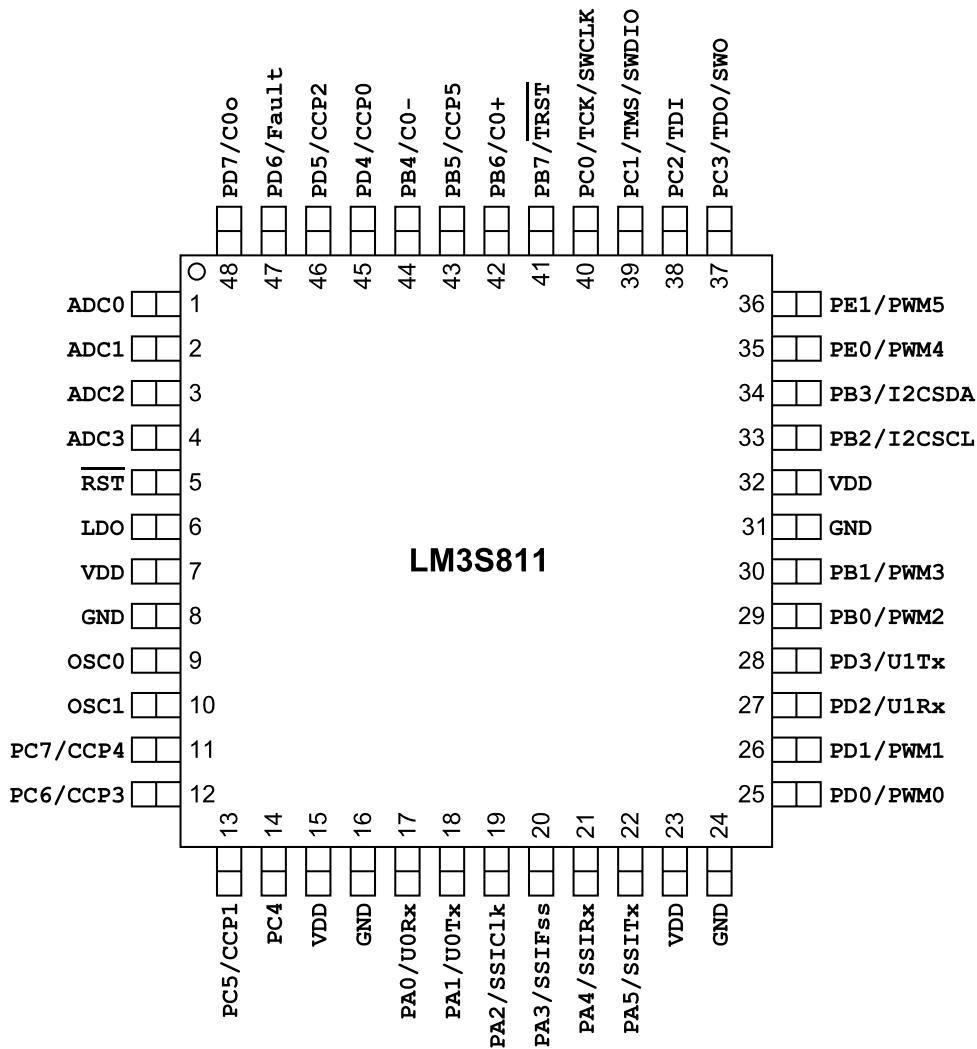 PD7/C0o
PD6/Fault
PD5/CCP2
PD4/CCP0
PB4/C0-
PB5/CCP5
PB6/C0+
PB7/TRST
PC0/TCK/SWCLK
PC1/TMS/SWDIO
PC2/TDI
PC3/TDO/SWO
48 47 46 45 44 43 42 41 40 39 38 37
ADC0 1
ADC1 2
ADC2 3
ADC3 4
RST 5
LDO 6
VDD 7
GND 8
OSC0 9
OSC1 10
PC7/CCP4 11
PC6/CCP3 12
LM3S811
36 PE1/PWM5
35 PE0/PWM4
34 PB3/I2CSDA
33 PB2/I2CSCL
32 VDD
31 GND
30 PB1/PWM3
29 PB0/PWM2
28 PD3/U1Tx
27 PD2/U1Rx
26 PD1/PWM1
25 PD0/PWM0
13 14 15 16 17 18 19 20 21 22 23 24
PC5/CCP1
PC4
VDD
GND
PA0/U0Rx
PA1/U0Tx
PA2/SSIClk
PA3/SSIFss
PA4/SSIRx
PA5/SSITx
VDD
GND